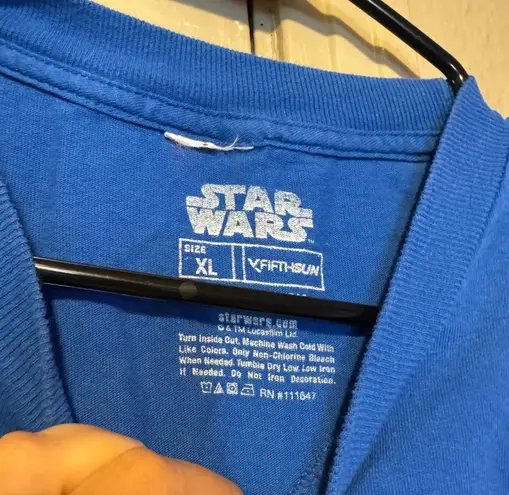 STAR
WARS
TM
SIZE
XL
FIFTHSUN
starwars.com
© & TM Lucasfilm Ltd.
Turn Inside Out, Machine Wash Cold With
Like Colors, Only Non-Chlorine Bleach
When Needed. Tumble Dry Low. Low Iron
If Needed. Do Not Iron Decoration.
RN #111647